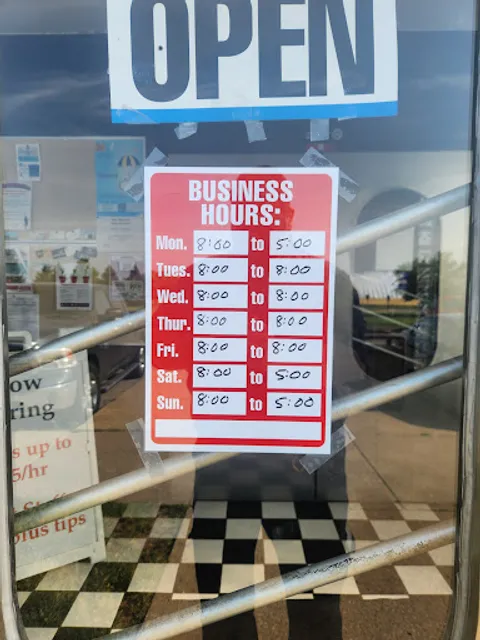 OPEN
BUSINESS
HOURS:
Mon. 8:00 to 5:00
Tues. 8:00 to 8:00
Wed. 8:00 to 8:00
Thur. 8:00 to 8:00
Fri. 8:00 to 8:00
Sat. 8:00 to 5:00
Sun. 8:00 to 5:00
ow
ring
s up to
5/hr
plus tips